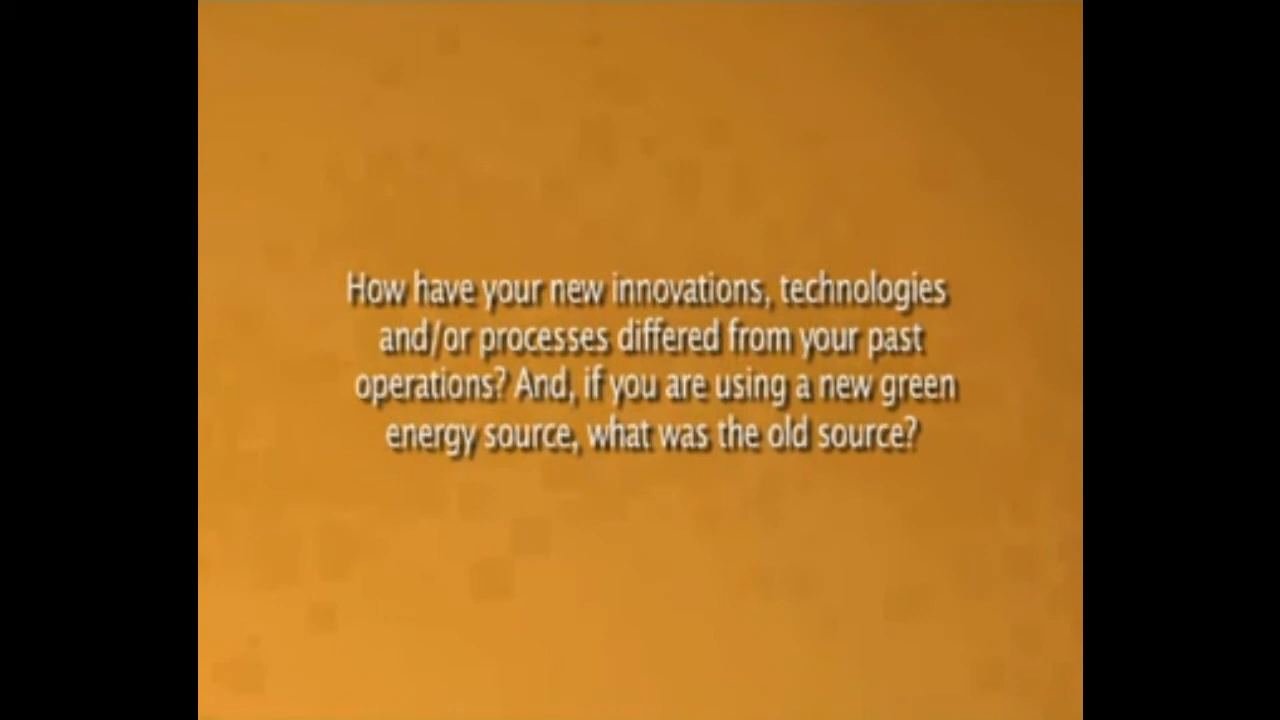 How have your new innovations, technologies
and/or processes differed from your past
operations? And, if you are using a new green
energy source, what was the old source?